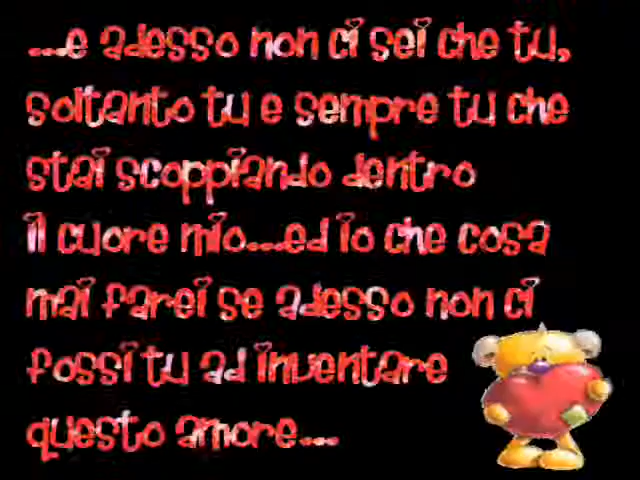 ...e adesso non ci sei che tu,
soltanto tu e sempre tu che
stai scoppiando dentro
il cuore mio...ed io che cosa
mai farei se adesso non ci
fossi tu ad inventare
questo amore...